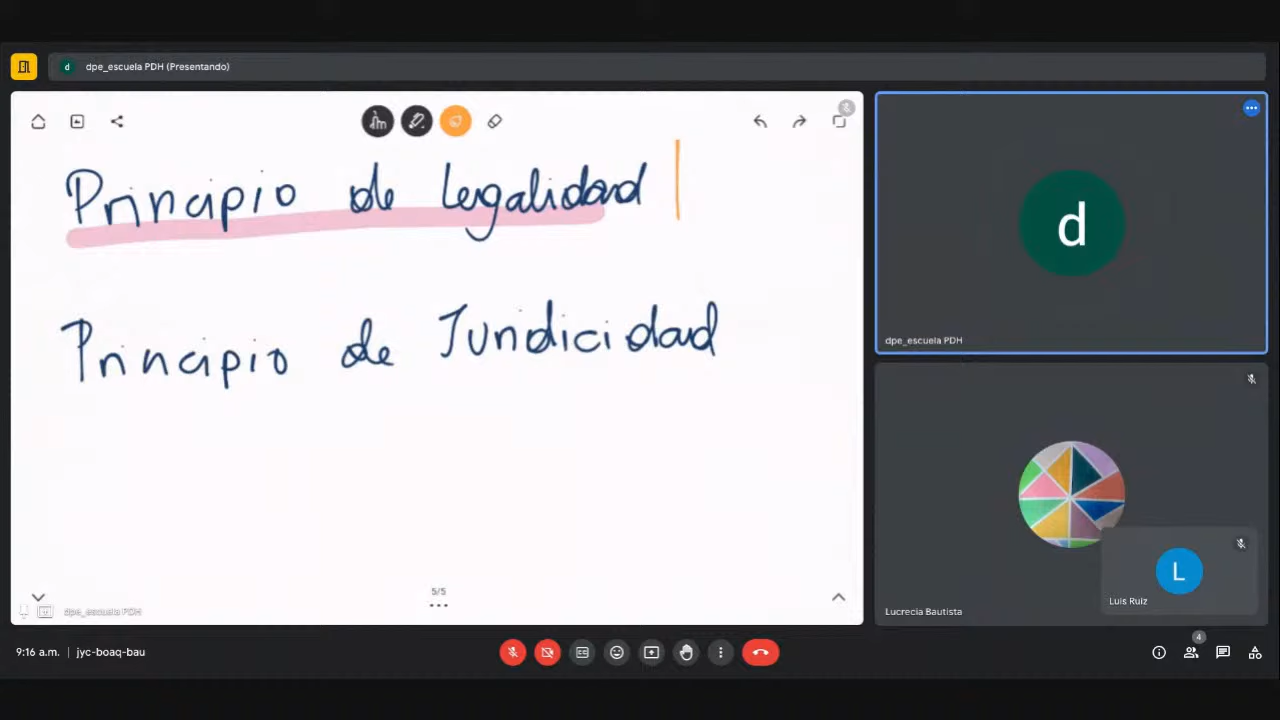 d dpe_escuela PDH (Presentando)
Principio de Legalidad
Principio de Juridicidad
5/5
dpe_escuela PDH
d
dpe_escuela PDH
Lucrecia Bautista
L
Luis Ruiz
9:16 a.m. | jyc-boaq-bau
4